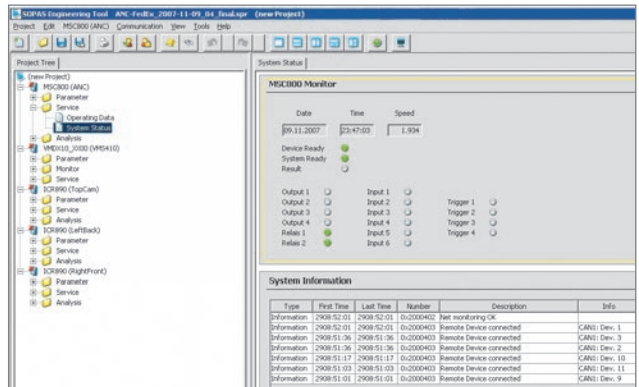 SOPAS Engineering Tool ANC-FedEx_2007-11-09_04_final.spr (new Project)
Project Edit MSC800 (ANC) Communication View Tools Help
Project Tree
(new Project)
MSC800 (ANC)
Parameter
Service
Operating Data
System Status
Analysis
VMDX10_XX00 (VMS410)
Parameter
Monitor
Service
ICR890 (TopCam)
Parameter
Service
Analysis
ICR890 (LeftBack)
Parameter
Service
Analysis
ICR890 (RightFront)
Parameter
Service
Analysis
System Status
MSC800 Monitor
Date Time Speed
09.11.2007 23:47:03 1.934
Device Ready
System Ready
Result
Output 1 Input 1
Output 2 Input 2 Trigger 1
Output 3 Input 3 Trigger 2
Output 4 Input 4 Trigger 3
Relais 1 Input 5 Trigger 4
Relais 2 Input 6
System Information
Type First Time Last Time Number Description Info
Information 2908:52:01 2908:52:01 0x2000402 Net monitoring OK
Information 2908:52:01 2908:52:01 0x2000403 Remote Device connected CAN1: Dev. 1
Information 2908:51:36 2908:51:36 0x2000403 Remote Device connected CAN1: Dev. 3
Information 2908:51:36 2908:51:36 0x2000403 Remote Device connected CAN1: Dev. 2
Information 2908:51:17 2908:51:17 0x2000403 Remote Device connected CAN1: Dev. 10
Information 2908:51:03 2908:51:03 0x2000403 Remote Device connected CAN1: Dev. 11
Information 2908:51:01 2908:51:01 0x2000403 Remote Device connected CAN1: Dev. 9